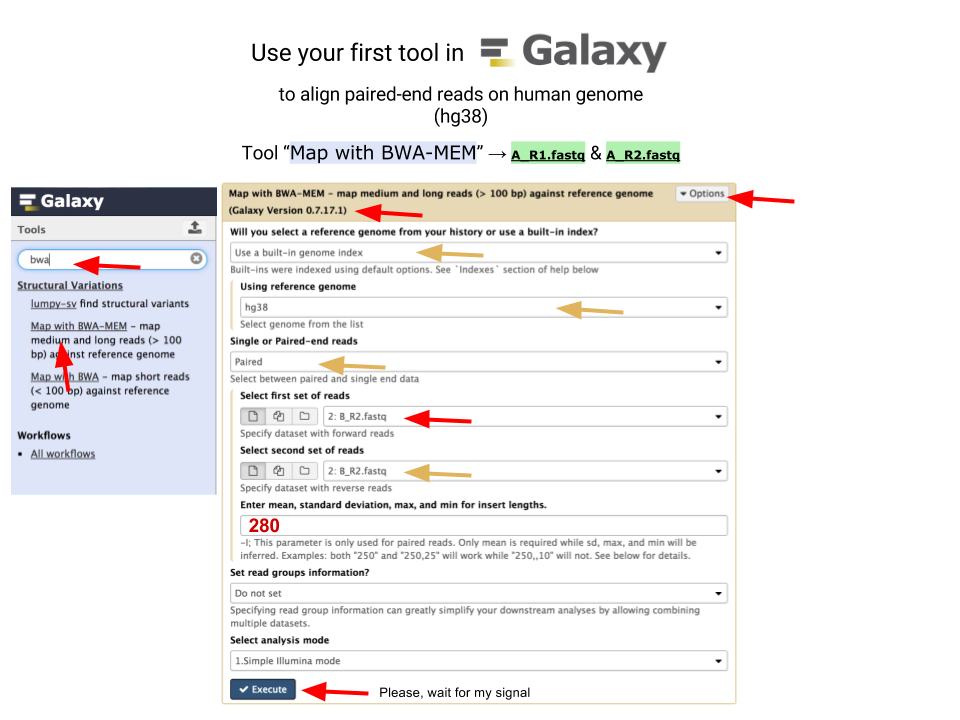 Use your first tool in Galaxy
to align paired-end reads on human genome
(hg38)
Tool “Map with BWA-MEM” → A_R1.fastq & A_R2.fastq
Galaxy
Tools
bwa
Structural Variations
lumpy-sv find structural variants
Map with BWA-MEM – map
medium and long reads (> 100
bp) against reference genome
Map with BWA – map short reads
(< 100 bp) against reference
genome
Workflows
All workflows
Map with BWA-MEM – map medium and long reads (> 100 bp) against reference genome
(Galaxy Version 0.7.17.1)
Options
Will you select a reference genome from your history or use a built-in index?
Use a built-in genome index
Built-ins were indexed using default options. See `Indexes` section of help below
Using reference genome
hg38
Select genome from the list
Single or Paired-end reads
Paired
Select between paired and single end data
Select first set of reads
2: B_R2.fastq
Specify dataset with forward reads
Select second set of reads
2: B_R2.fastq
Specify dataset with reverse reads
Enter mean, standard deviation, max, and min for insert lengths.
280
-I; This parameter is only used for paired reads. Only mean is required while sd, max, and min will be
inferred. Examples: both "250" and "250,25" will work while "250,,10" will not. See below for details.
Set read groups information?
Do not set
Specifying read group information can greatly simplify your downstream analyses by allowing combining
multiple datasets.
Select analysis mode
1.Simple Illumina mode
Execute
Please, wait for my signal